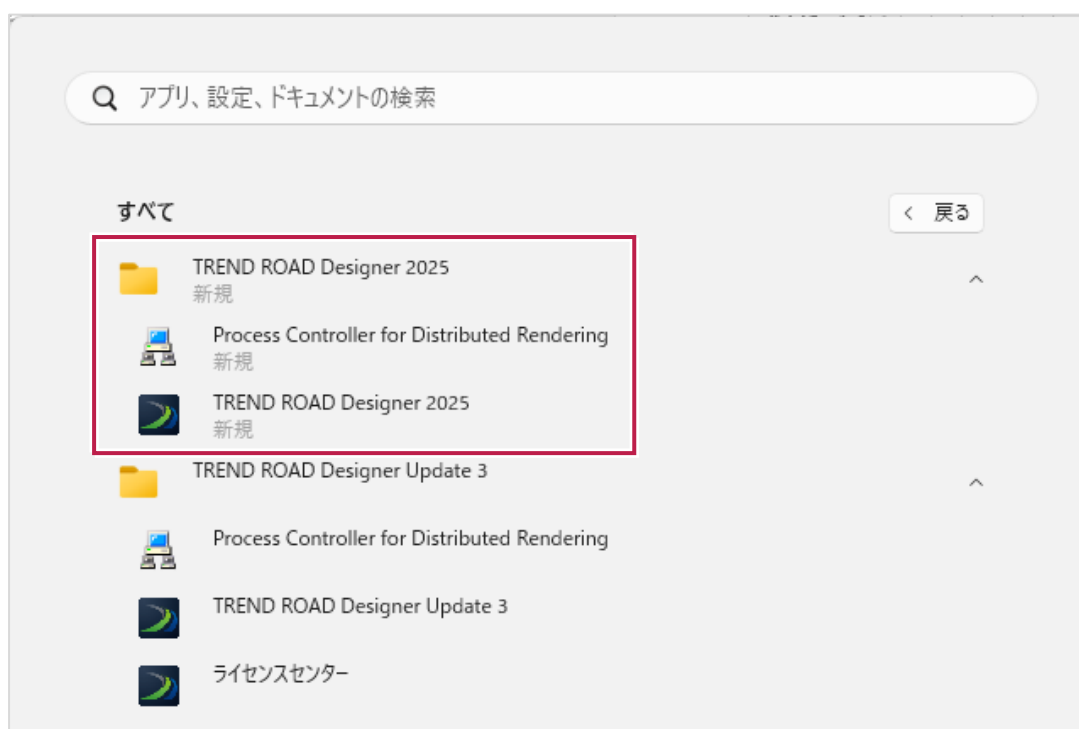 アプリ、設定、ドキュメントの検索
すべて
戻る
TREND ROAD Designer 2025
新規
Process Controller for Distributed Rendering
新規
TREND ROAD Designer 2025
新規
TREND ROAD Designer Update 3
Process Controller for Distributed Rendering
TREND ROAD Designer Update 3
ライセンスセンター